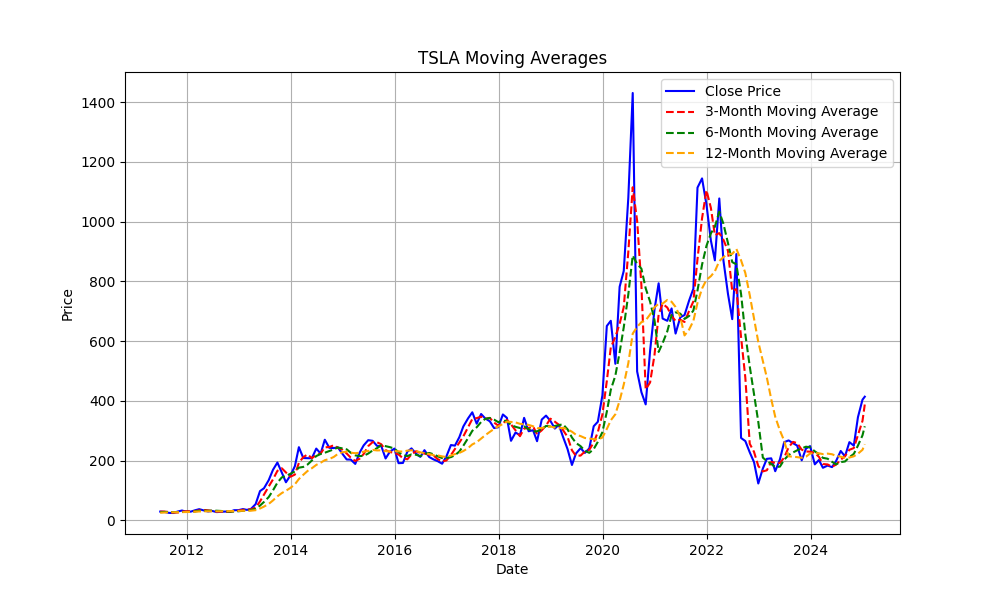 TSLA Moving Averages
Close Price
3-Month Moving Average
6-Month Moving Average
12-Month Moving Average
1400
1200
1000
800
600
400
200
0
Price
2012 2014 2016 2018 2020 2022 2024
Date